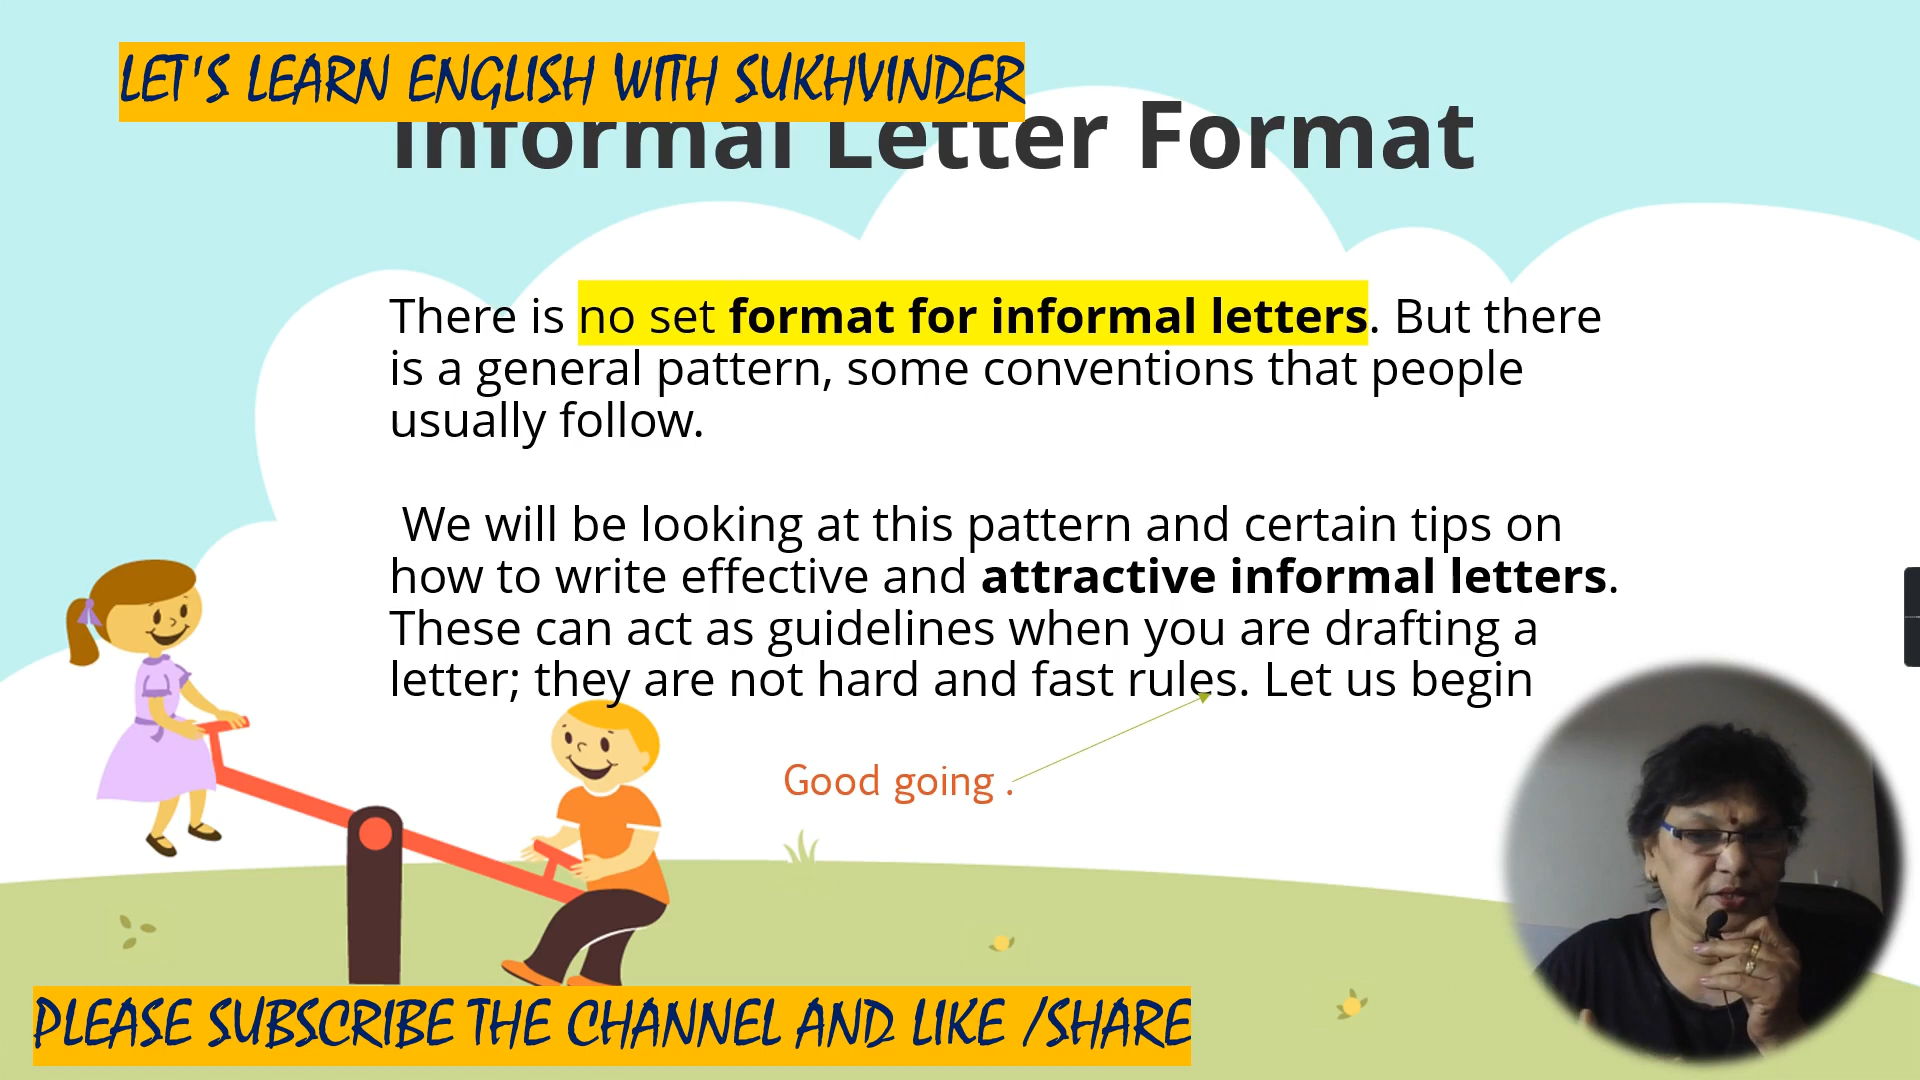 LET'S LEARN ENGLISH WITH SUKHVINDER
Informal Letter Format
There is no set format for informal letters. But there
is a general pattern, some conventions that people
usually follow.
We will be looking at this pattern and certain tips on
how to write effective and attractive informal letters.
These can act as guidelines when you are drafting a
letter; they are not hard and fast rules. Let us begin
Good going .
PLEASE SUBSCRIBE THE CHANNEL AND LIKE /SHARE